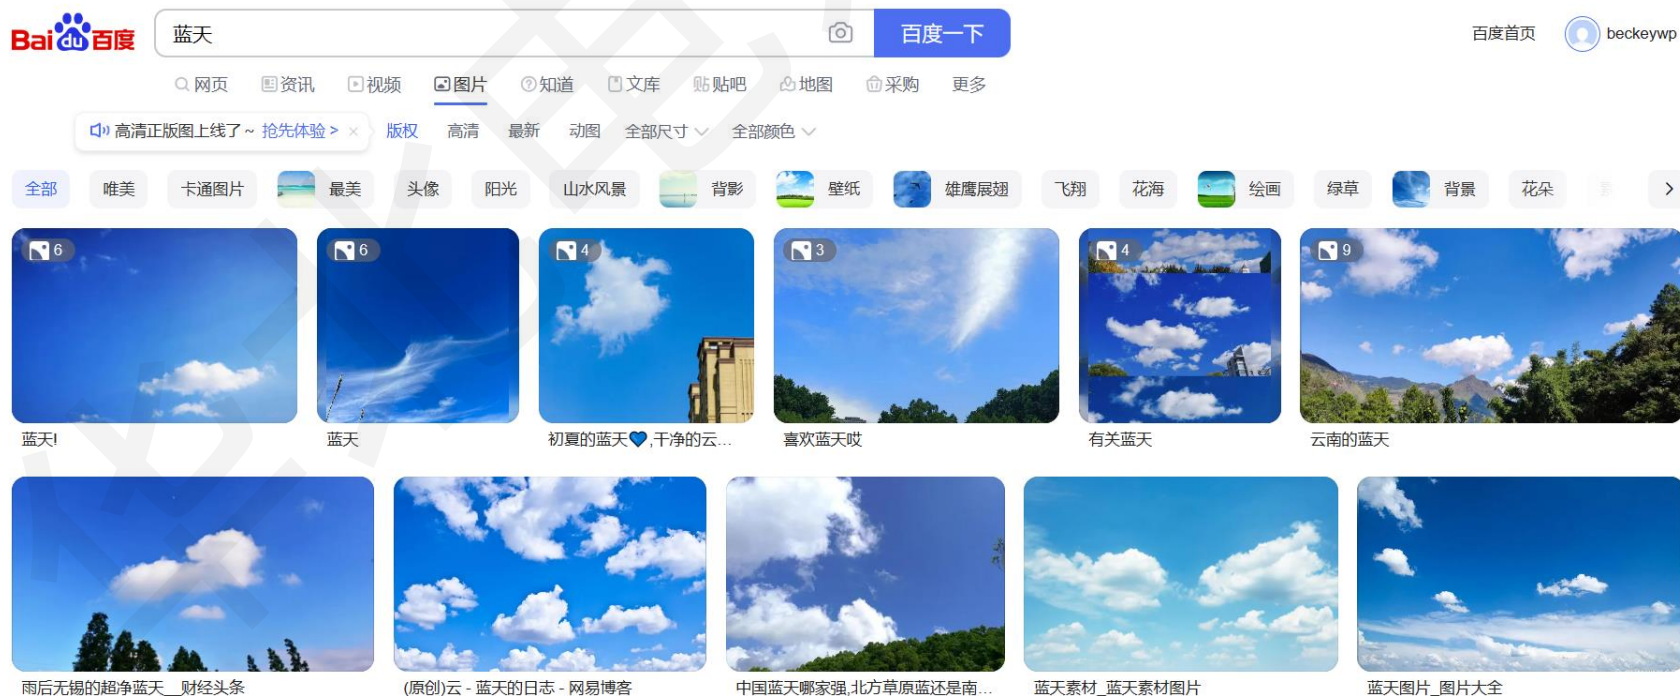 Bai du 百度 蓝天 百度一下 百度首页 beckeywp
网页 资讯 视频 图片 知道 文库 贴吧 地图 采购 更多
高清正版图上线了~ 抢先体验 > × 版权 高清 最新 动图 全部尺寸 全部颜色
全部 唯美 卡通图片 最美 头像 阳光 山水风景 背影 壁纸 雄鹰展翅 飞翔 花海 绘画 绿草 背景 花朵
6 6 4 3 4 9
蓝天! 蓝天 初夏的蓝天💙,干净的云... 喜欢蓝天哎 有关蓝天 云南的蓝天
雨后无锡的超净蓝天__财经头条 (原创)云 - 蓝天的日志 - 网易博客 中国蓝天哪家强,北方草原蓝还是南... 蓝天素材_蓝天素材图片 蓝天图片_图片大全